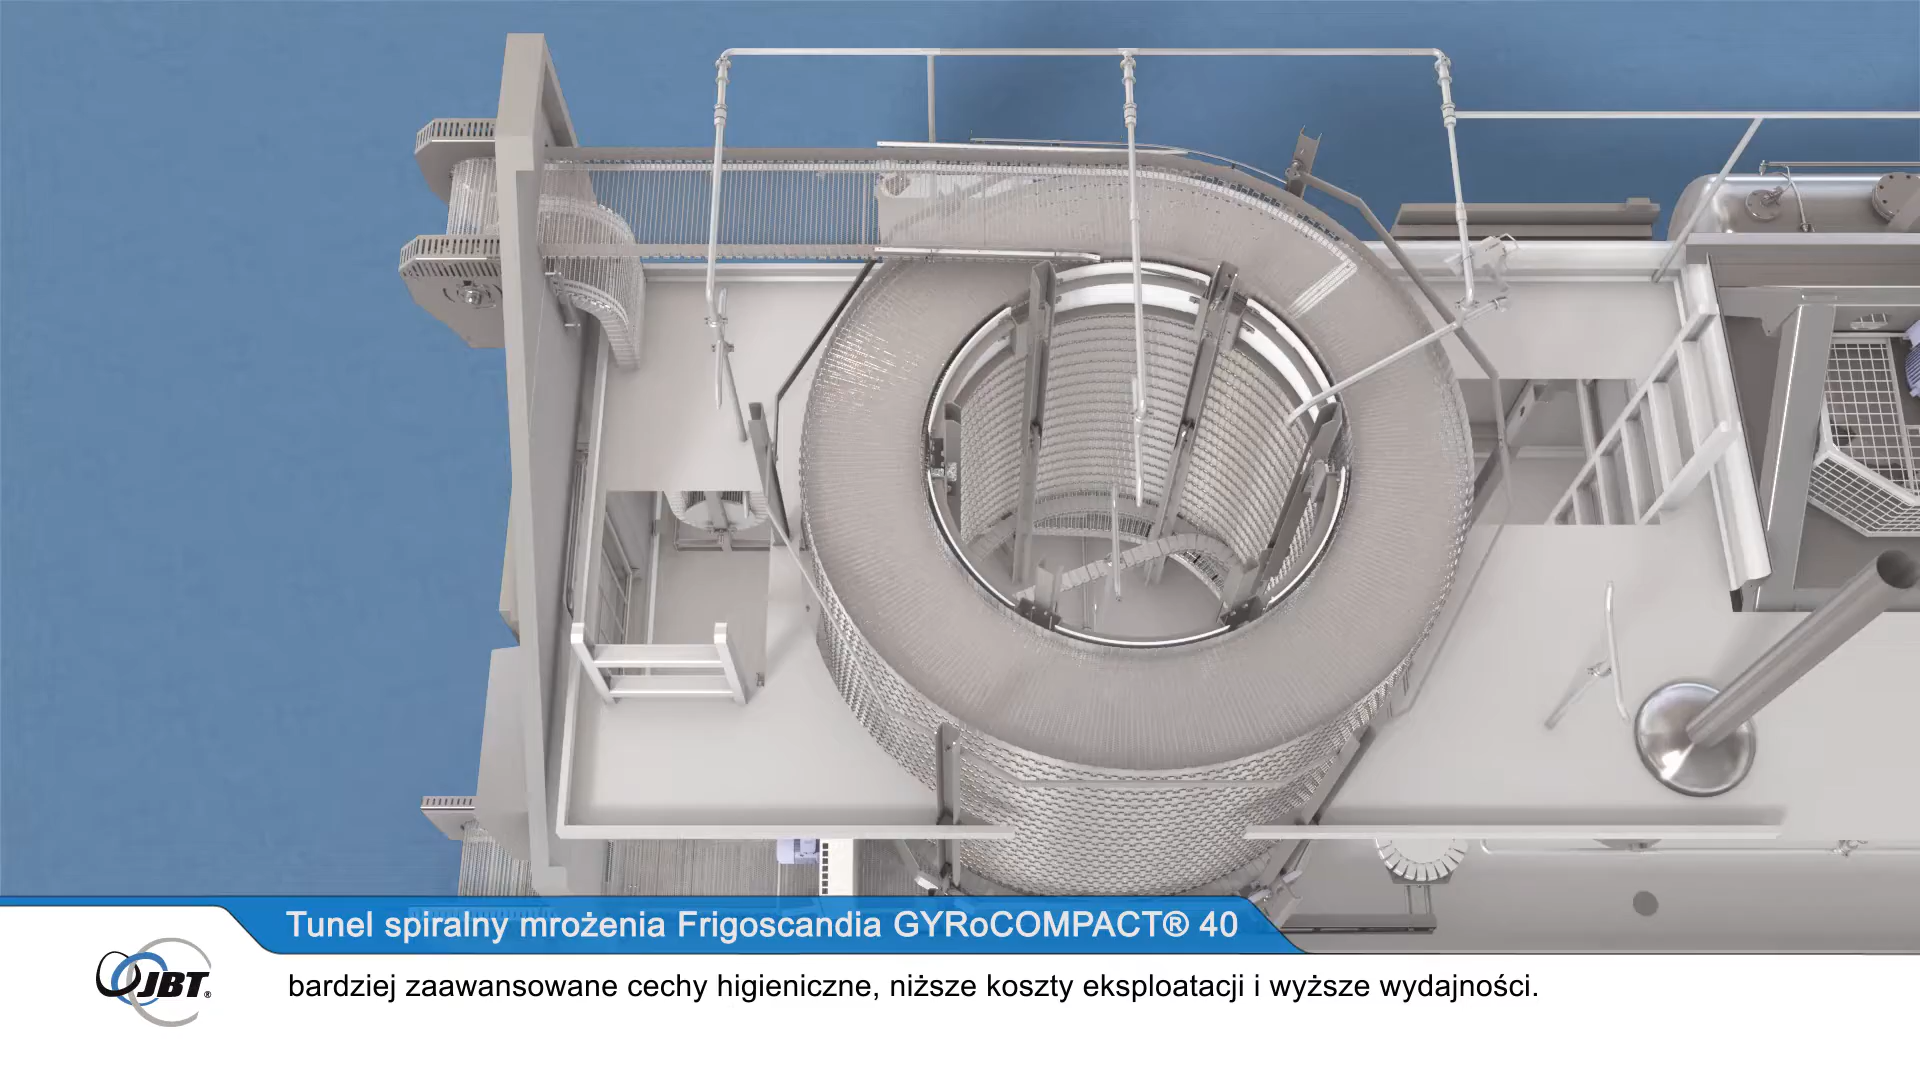 Tunel spiralny mrożenia Frigoscandia GYRoCOMPACT® 40
JBT®
bardziej zaawansowane cechy higieniczne, niższe koszty eksploatacji i wyższe wydajności.